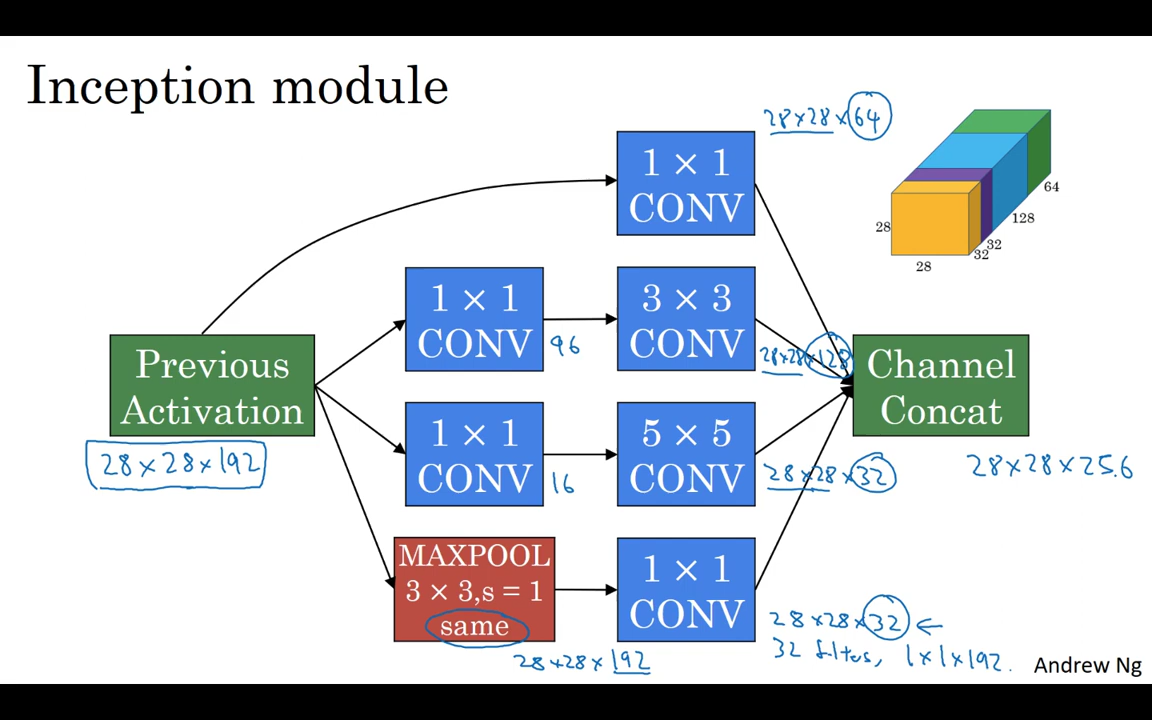 Inception module
28×28×64
1 × 1
CONV
28
28
32
32
128
64
1 × 1
CONV
96
3 × 3
CONV
28×28×128
Previous
Activation
28×28×192
Channel
Concat
28×28×256
1 × 1
CONV
16
5 × 5
CONV
28×28×32
MAXPOOL
3 × 3,s = 1
same
28×28×192
1 × 1
CONV
28×28×32 ←
32 filters, 1×1×192.
Andrew Ng